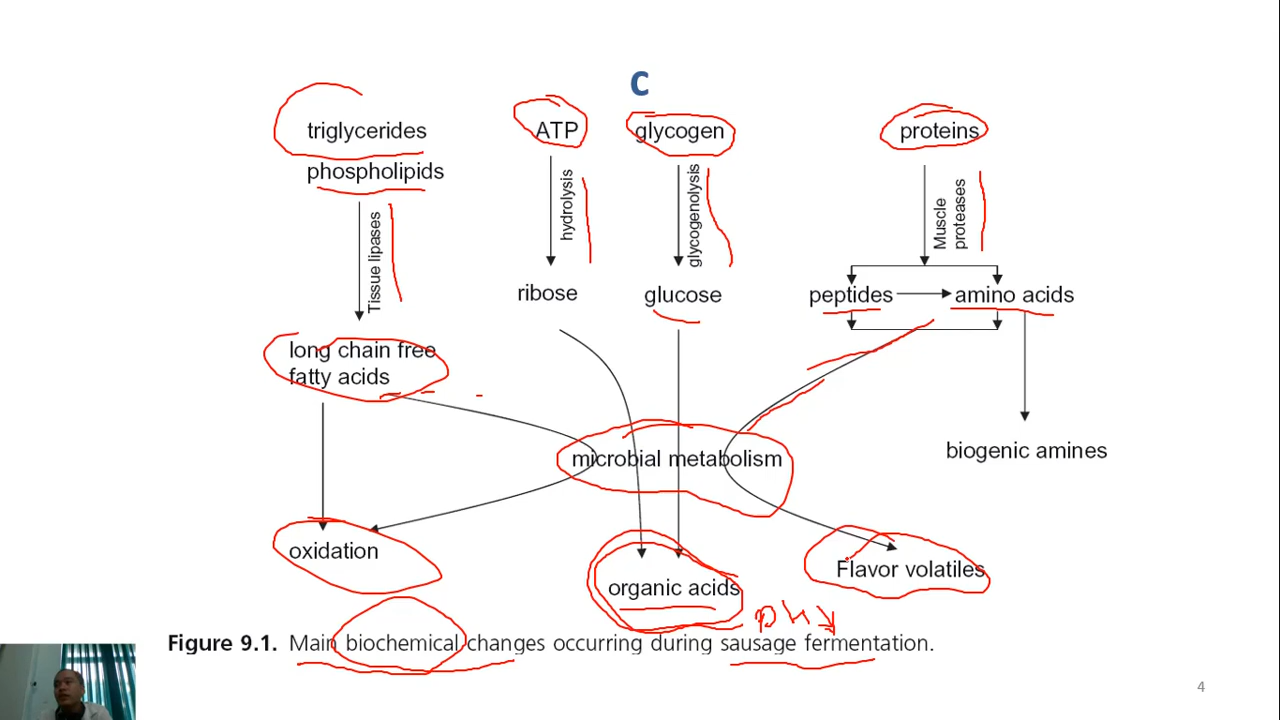 C
triglycerides
phospholipids
ATP
glycogen
proteins
Tissue lipases
hydrolysis
glycogenolysis
Muscle
proteases
ribose
glucose
peptides
amino acids
long chain free
fatty acids
microbial metabolism
biogenic amines
oxidation
organic acids
Flavor volatiles
pH
Figure 9.1. Main biochemical changes occurring during sausage fermentation.
4